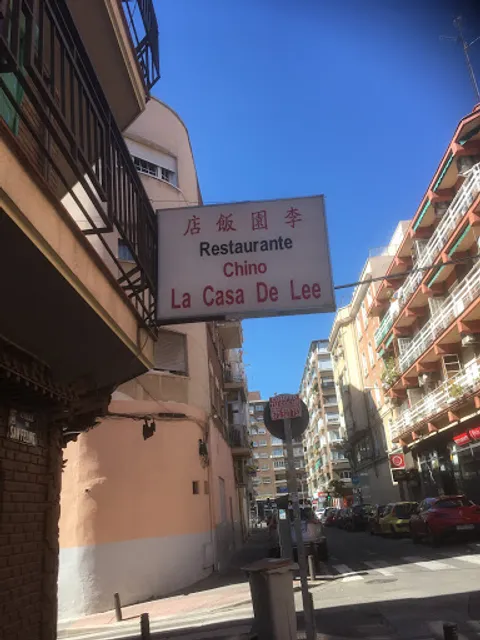 店飯園李
Restaurante
Chino
La Casa De Lee